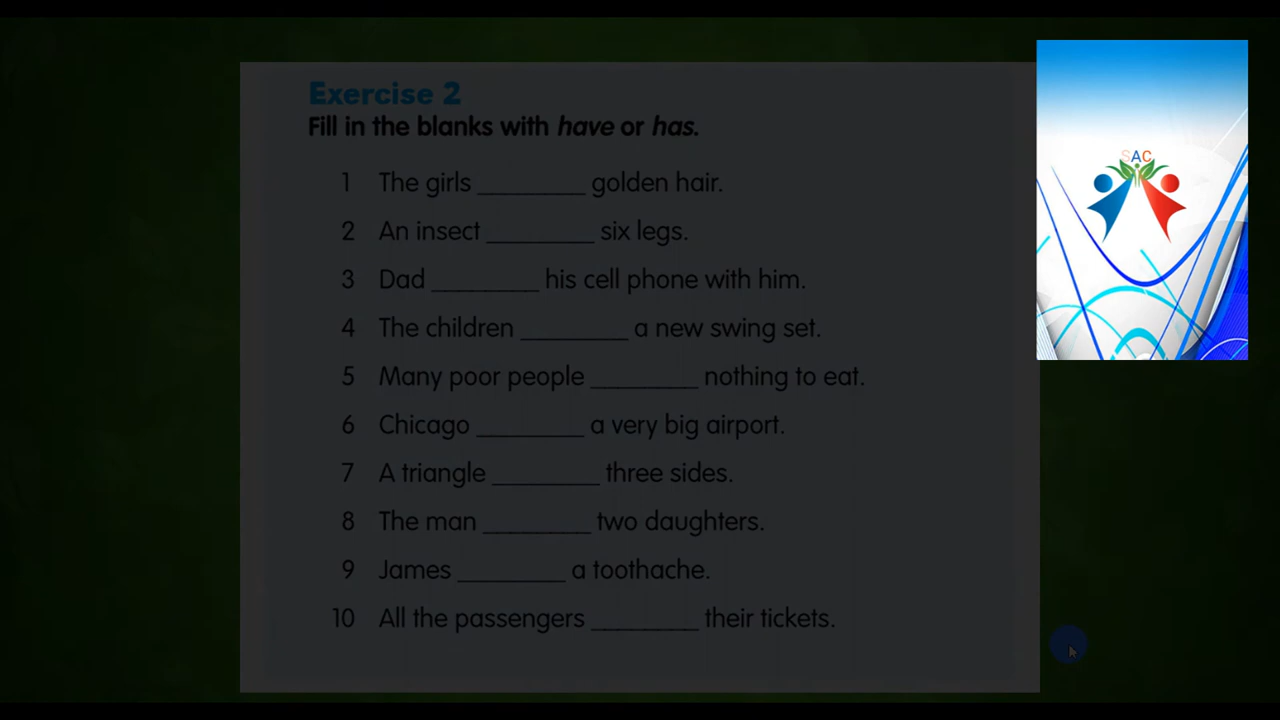 Exercise 2
Fill in the blanks with have or has.
1 The girls ________ golden hair.
2 An insect ________ six legs.
3 Dad ________ his cell phone with him.
4 The children ________ a new swing set.
5 Many poor people ________ nothing to eat.
6 Chicago ________ a very big airport.
7 A triangle ________ three sides.
8 The man ________ two daughters.
9 James ________ a toothache.
10 All the passengers ________ their tickets.
SAC